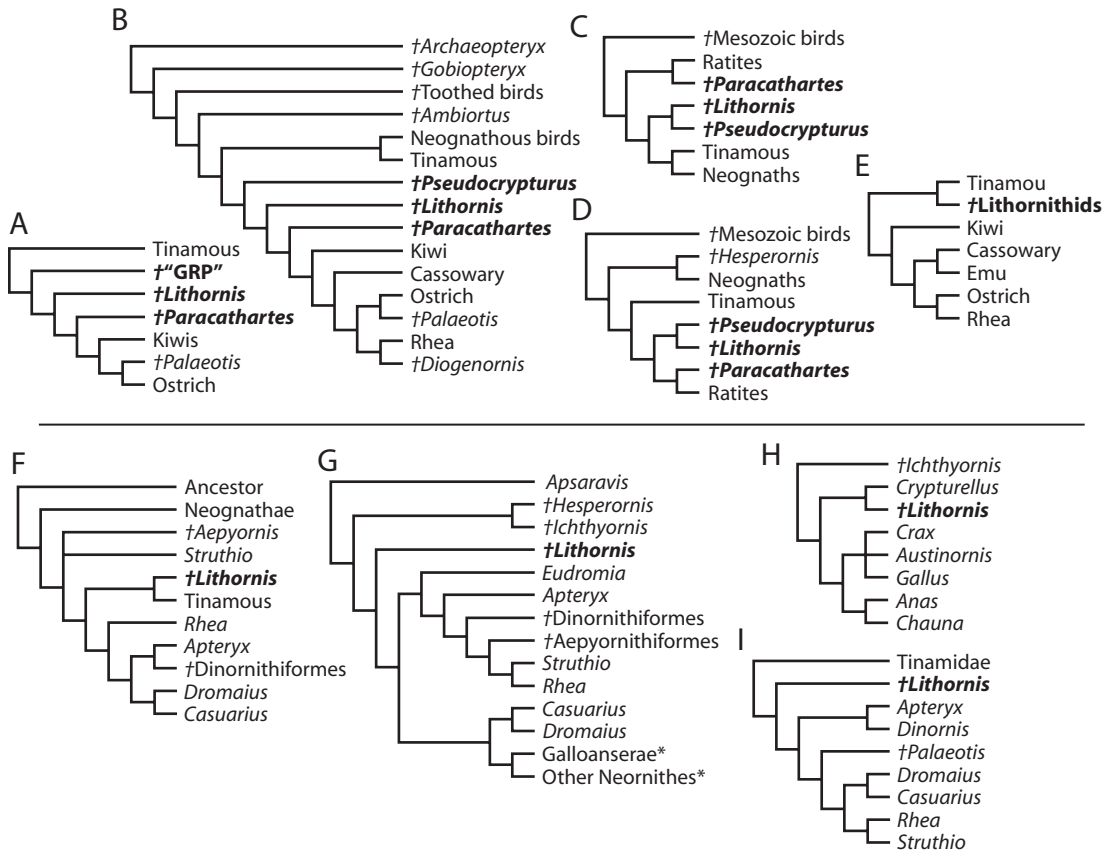 A
Tinamous
†“GRP”
†Lithornis
†Paracathartes
Kiwis
†Palaeotis
Ostrich
B
†Archaeopteryx
†Gobiopteryx
†Toothed birds
†Ambiortus
Neognathous birds
Tinamous
†Pseudocrypturus
†Lithornis
†Paracathartes
Kiwi
Cassowary
Ostrich
†Palaeotis
Rhea
†Diogenornis
C
†Mesozoic birds
Ratites
†Paracathartes
†Lithornis
†Pseudocrypturus
Tinamous
Neognaths
D
†Mesozoic birds
†Hesperornis
Neognaths
Tinamous
†Pseudocrypturus
†Lithornis
†Paracathartes
Ratites
E
Tinamou
†Lithornithids
Kiwi
Cassowary
Emu
Ostrich
Rhea
F
Ancestor
Neognathae
†Aepyornis
Struthio
†Lithornis
Tinamous
Rhea
Apteryx
†Dinornithiformes
Dromaius
Casuarius
G
Apsaravis
†Hesperornis
†Ichthyornis
†Lithornis
Eudromia
Apteryx
†Dinornithiformes
†Aepyornithiformes
Struthio
Rhea
Casuarius
Dromaius
Galloanserae*
Other Neornithes*
H
†Ichthyornis
Crypturellus
†Lithornis
Crax
Austinornis
Gallus
Anas
Chauna
I
Tinamidae
†Lithornis
Apteryx
Dinornis
†Palaeotis
Dromaius
Casuarius
Rhea
Struthio